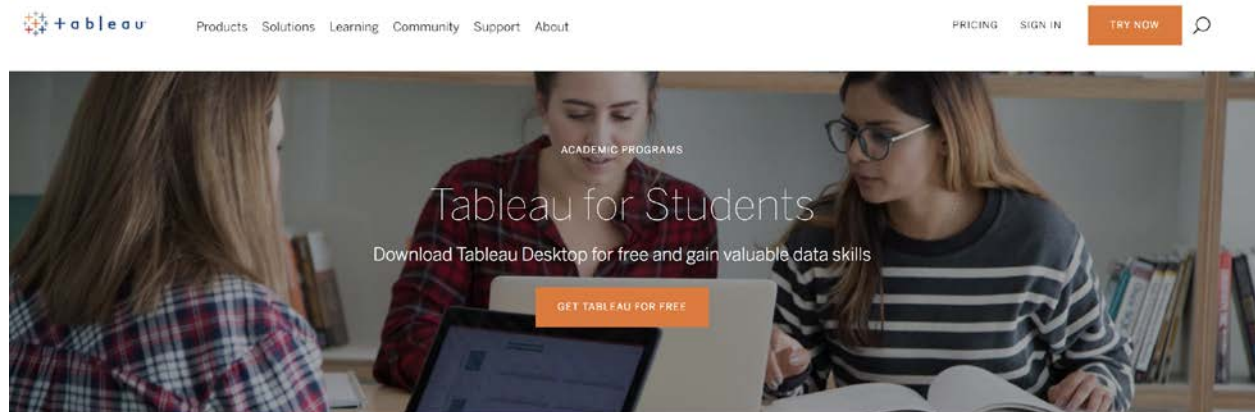 tableau
Products Solutions Learning Community Support About
PRICING SIGN IN TRY NOW
ACADEMIC PROGRAMS
Tableau for Students
Download Tableau Desktop for free and gain valuable data skills
GET TABLEAU FOR FREE